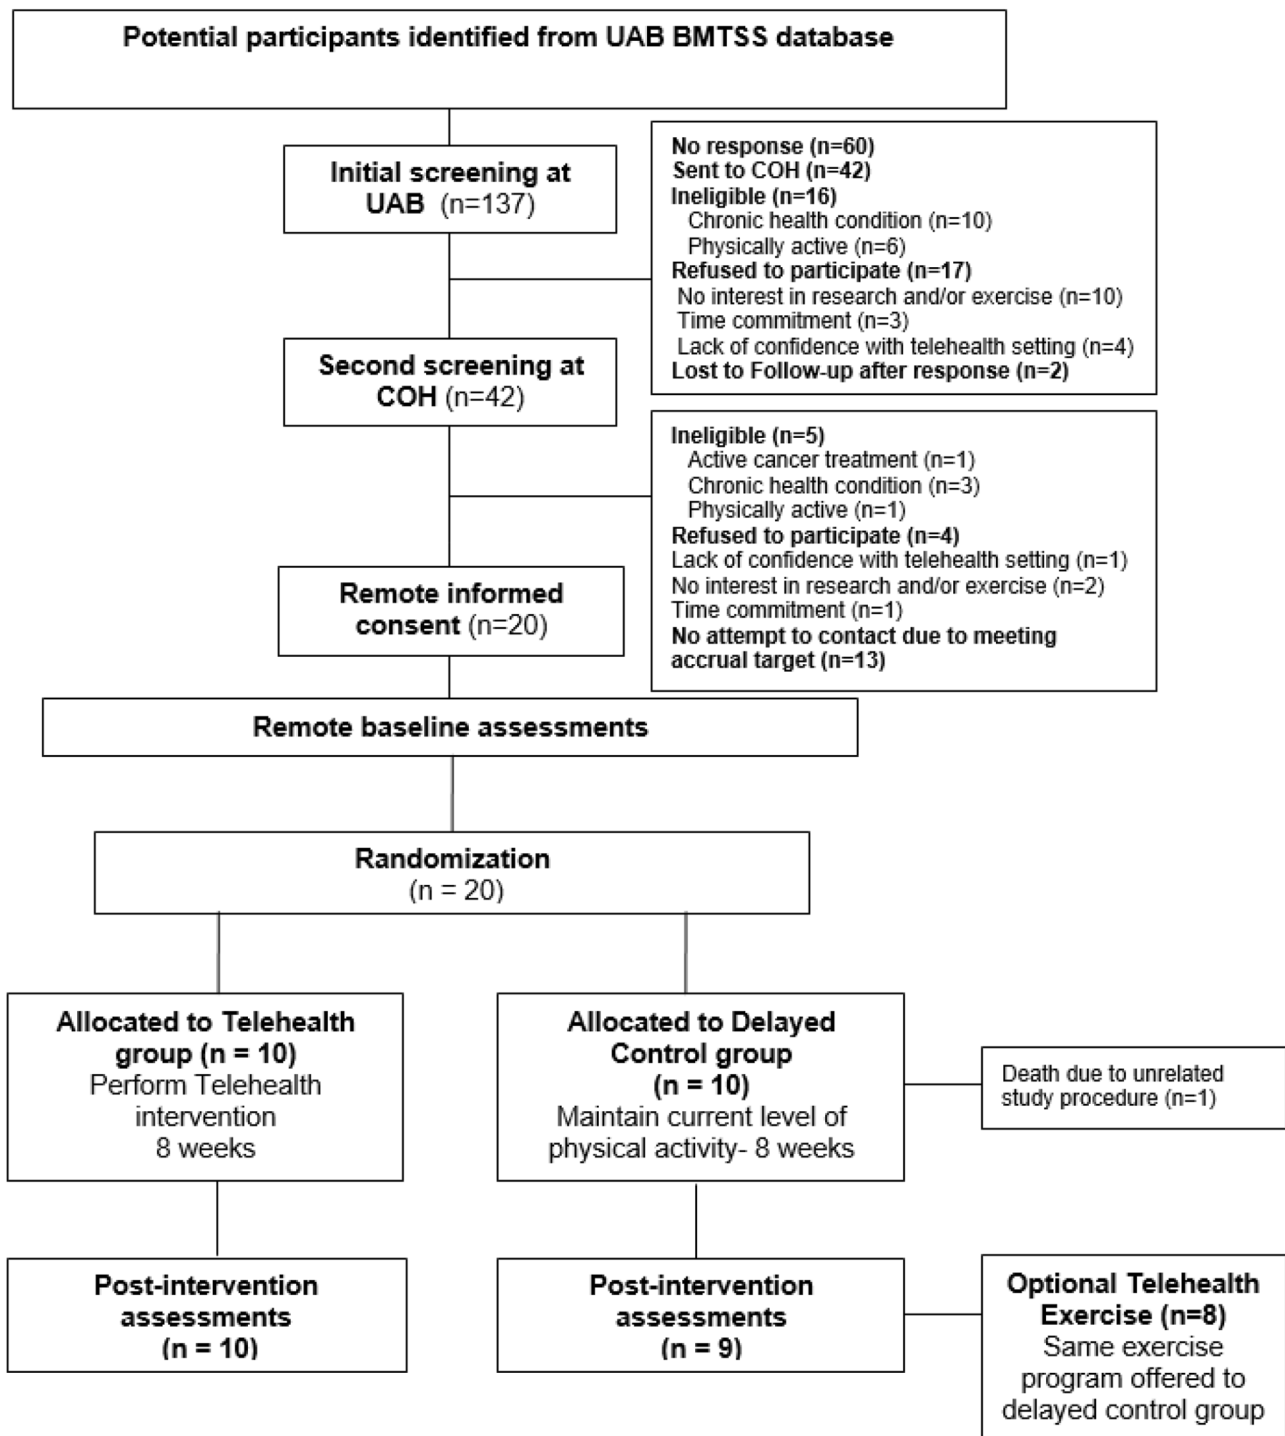 Potential participants identified from UAB BMTSS database
Initial screening at
UAB (n=137)
No response (n=60)
Sent to COH (n=42)
Ineligible (n=16)
Chronic health condition (n=10)
Physically active (n=6)
Refused to participate (n=17)
No interest in research and/or exercise (n=10)
Time commitment (n=3)
Lack of confidence with telehealth setting (n=4)
Lost to Follow-up after response (n=2)
Second screening at
COH (n=42)
Ineligible (n=5)
Active cancer treatment (n=1)
Chronic health condition (n=3)
Physically active (n=1)
Refused to participate (n=4)
Lack of confidence with telehealth setting (n=1)
No interest in research and/or exercise (n=2)
Time commitment (n=1)
No attempt to contact due to meeting
accrual target (n=13)
Remote informed
consent (n=20)
Remote baseline assessments
Randomization
(n = 20)
Allocated to Telehealth
group (n = 10)
Perform Telehealth
intervention
8 weeks
Allocated to Delayed
Control group
(n = 10)
Maintain current level of
physical activity- 8 weeks
Death due to unrelated
study procedure (n=1)
Post-intervention
assessments
(n = 10)
Post-intervention
assessments
(n = 9)
Optional Telehealth
Exercise (n=8)
Same exercise
program offered to
delayed control group